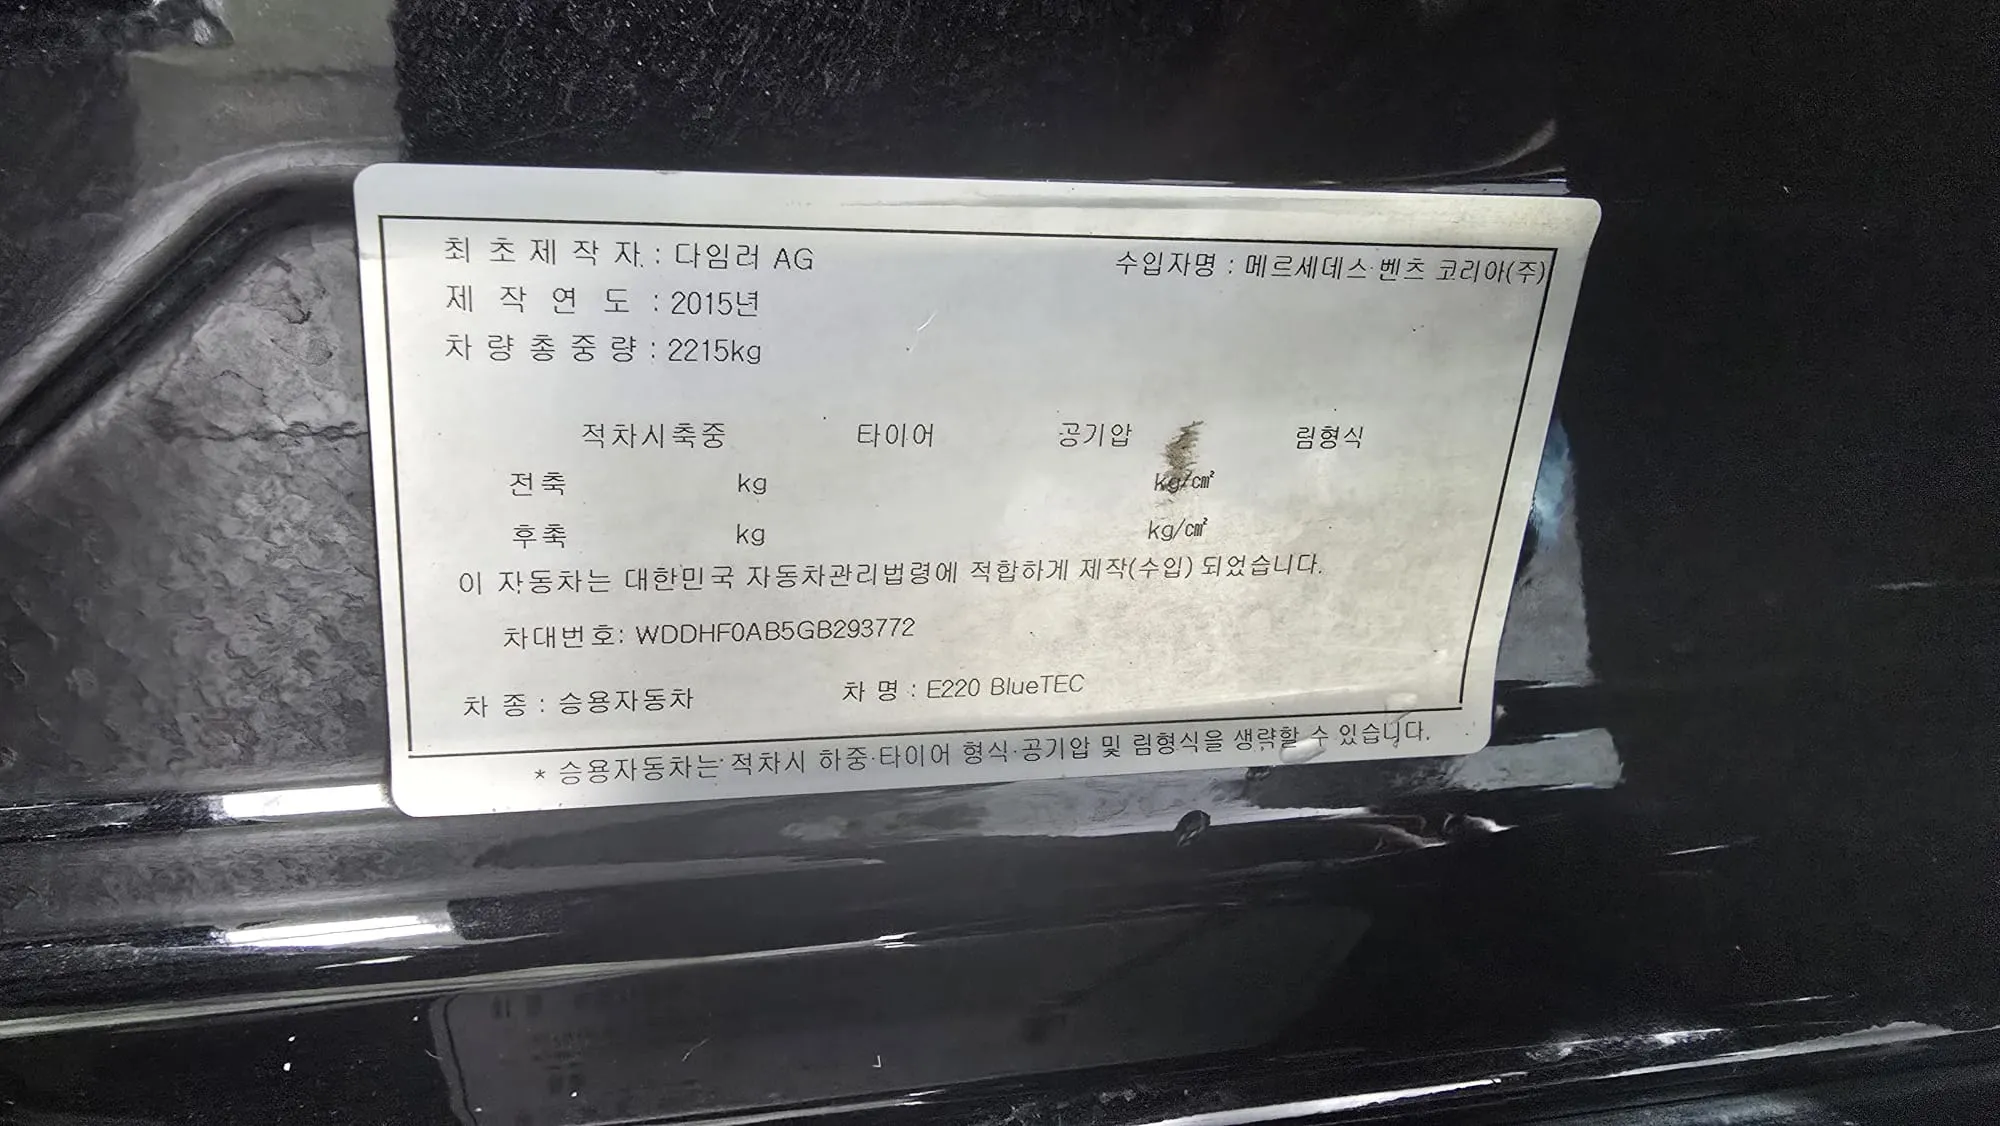 최초제작자 : 다임러 AG
수입자명 : 메르세데스·벤츠 코리아(주)
제작연도 : 2015년
차량총중량 : 2215kg
적차시축중 타이어 공기압 림형식
전축 kg kg/㎠
후축 kg kg/㎠
이 자동차는 대한민국 자동차관리법령에 적합하게 제작(수입) 되었습니다.
차대번호: WDDHF0AB5GB293772
차 종 : 승용자동차 차 명 : E220 BlueTEC
* 승용자동차는 적차시 하중·타이어 형식·공기압 및 림형식을 생략할 수 있습니다.